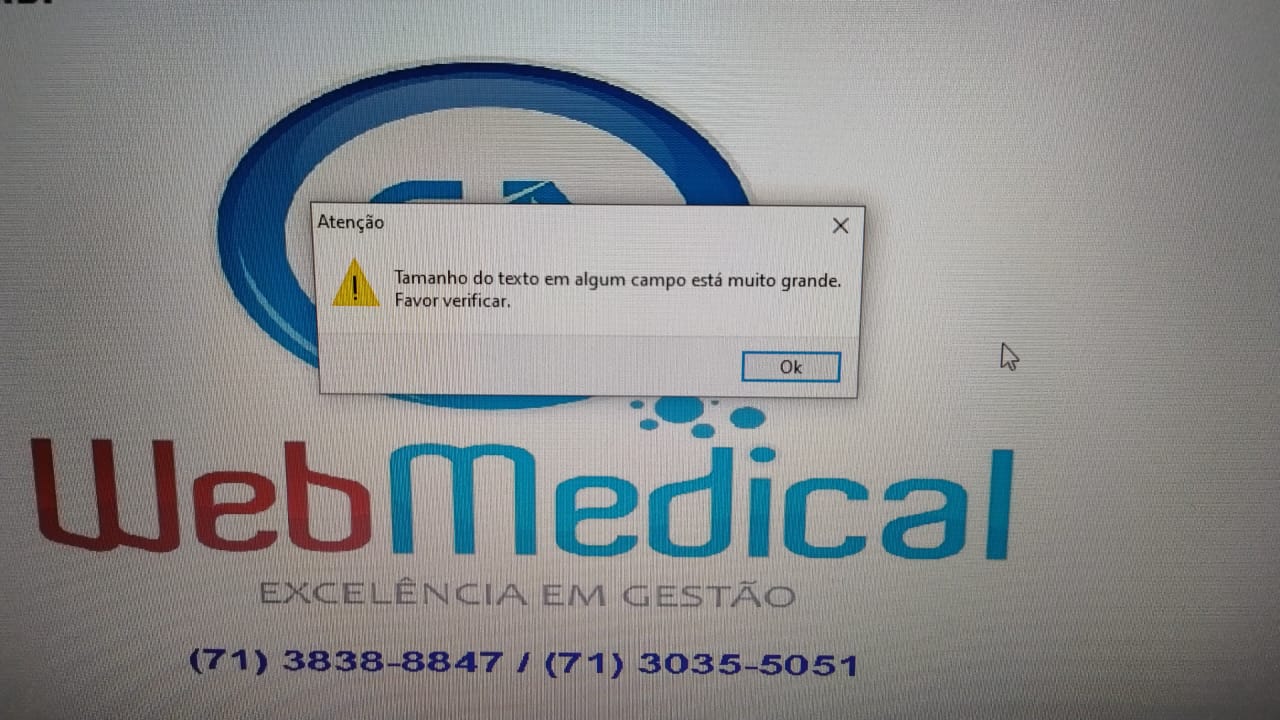 Atenção
Tamanho do texto em algum campo está muito grande.
Favor verificar.
Ok
WebMedical
EXCELÊNCIA EM GESTÃO
(71) 3838-8847 / (71) 3035-5051